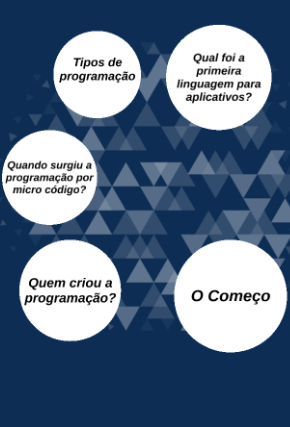 Tipos de
programação
Qual foi a
primeira
linguagem para
aplicativos?
Quando surgiu a
programação por
micro código?
Quem criou a
programação?
O Começo